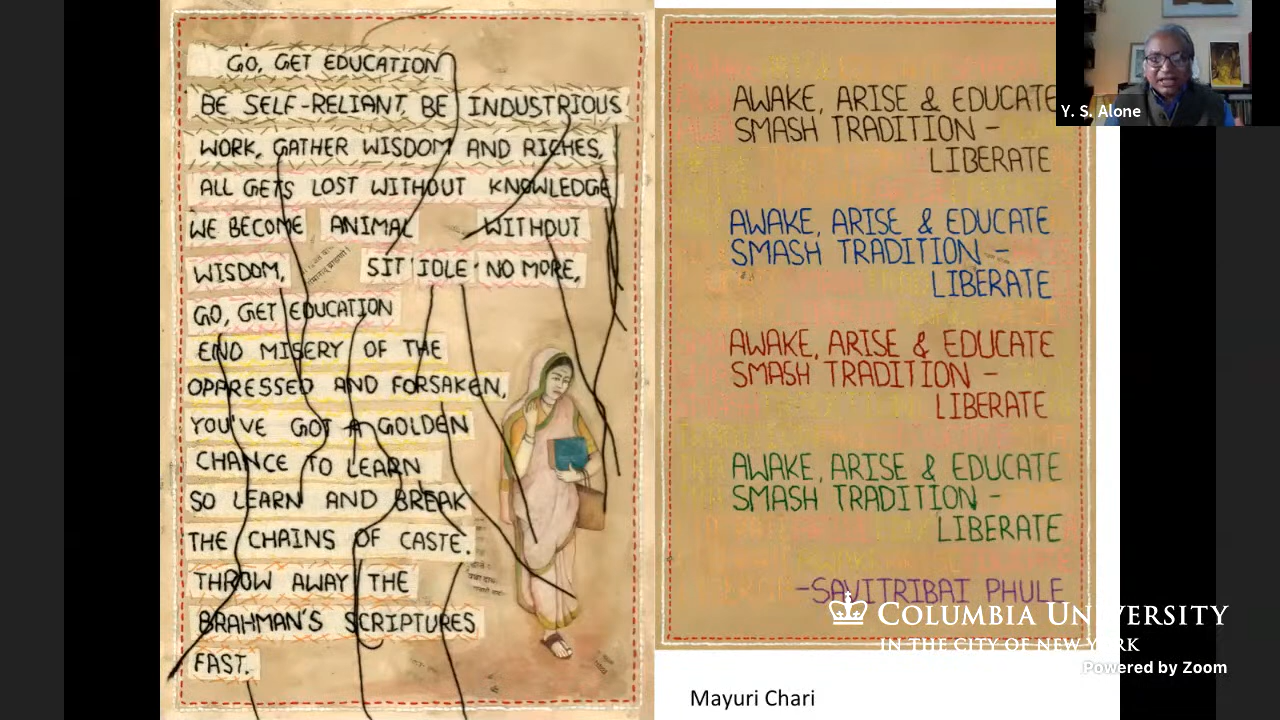 GO, GET EDUCATION
BE SELF-RELIANT BE INDUSTRIOUS
WORK, GATHER WISDOM AND RICHES,
ALL GETS LOST WITHOUT KNOWLEDGE
WE BECOME ANIMAL WITHOUT
WISDOM, SIT IDLE NO MORE,
GO, GET EDUCATION
END MISERY OF THE
OPPRESSED AND FORSAKEN,
YOU'VE GOT A GOLDEN
CHANCE TO LEARN
SO LEARN AND BREAK
THE CHAINS OF CASTE.
THROW AWAY THE
BRAHMAN'S SCRIPTURES
FAST.
AWAKE, ARISE & EDUCATE
SMASH TRADITION -
LIBERATE
AWAKE, ARISE & EDUCATE
SMASH TRADITION -
LIBERATE
AWAKE, ARISE & EDUCATE
SMASH TRADITION -
LIBERATE
AWAKE, ARISE & EDUCATE
SMASH TRADITION -
LIBERATE
-SAVITRIBAI PHULE
Mayuri Chari
Y. S. Alone
COLUMBIA UNIVERSITY
IN THE CITY OF NEW YORK
Powered by Zoom